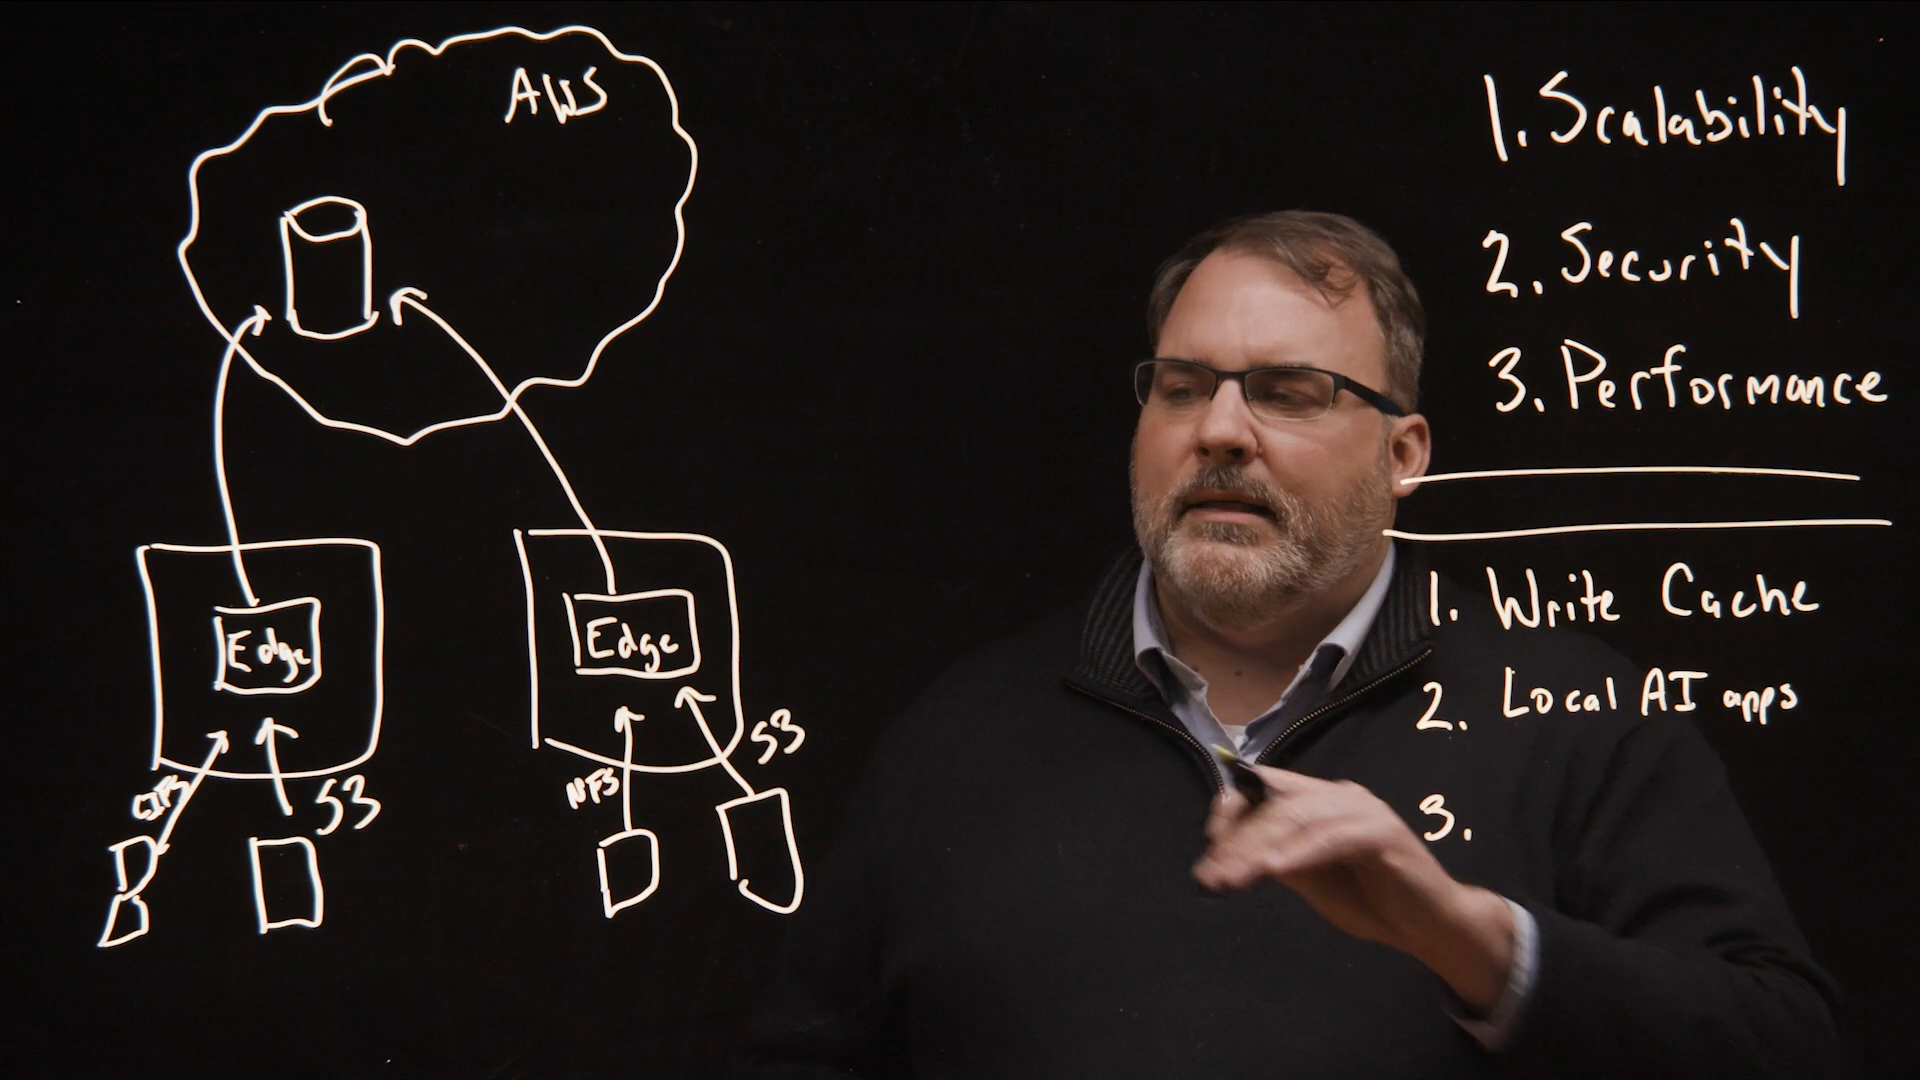 AWS
1. Scalability
2. Security
3. Performance
1. Write Cache
2. Local AI apps
3.
Edge
Edge
CIFS
S3
NFS
S3